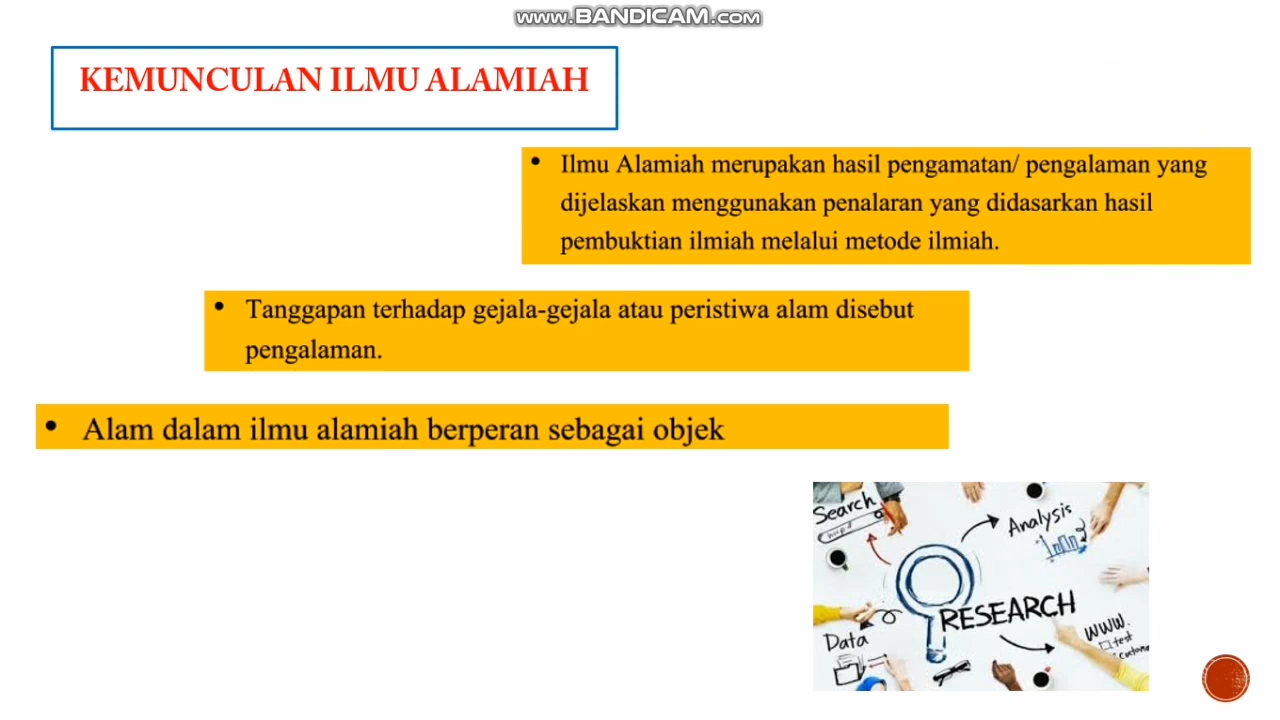 www.BANDICAM.com
KEMUNCULAN ILMU ALAMIAH
• Ilmu Alamiah merupakan hasil pengamatan/ pengalaman yang
dijelaskan menggunakan penalaran yang didasarkan hasil
pembuktian ilmiah melalui metode ilmiah.
• Tanggapan terhadap gejala-gejala atau peristiwa alam disebut
pengalaman.
• Alam dalam ilmu alamiah berperan sebagai objek
Search
http://
Analysis
RESEARCH
Data
WWW.
test